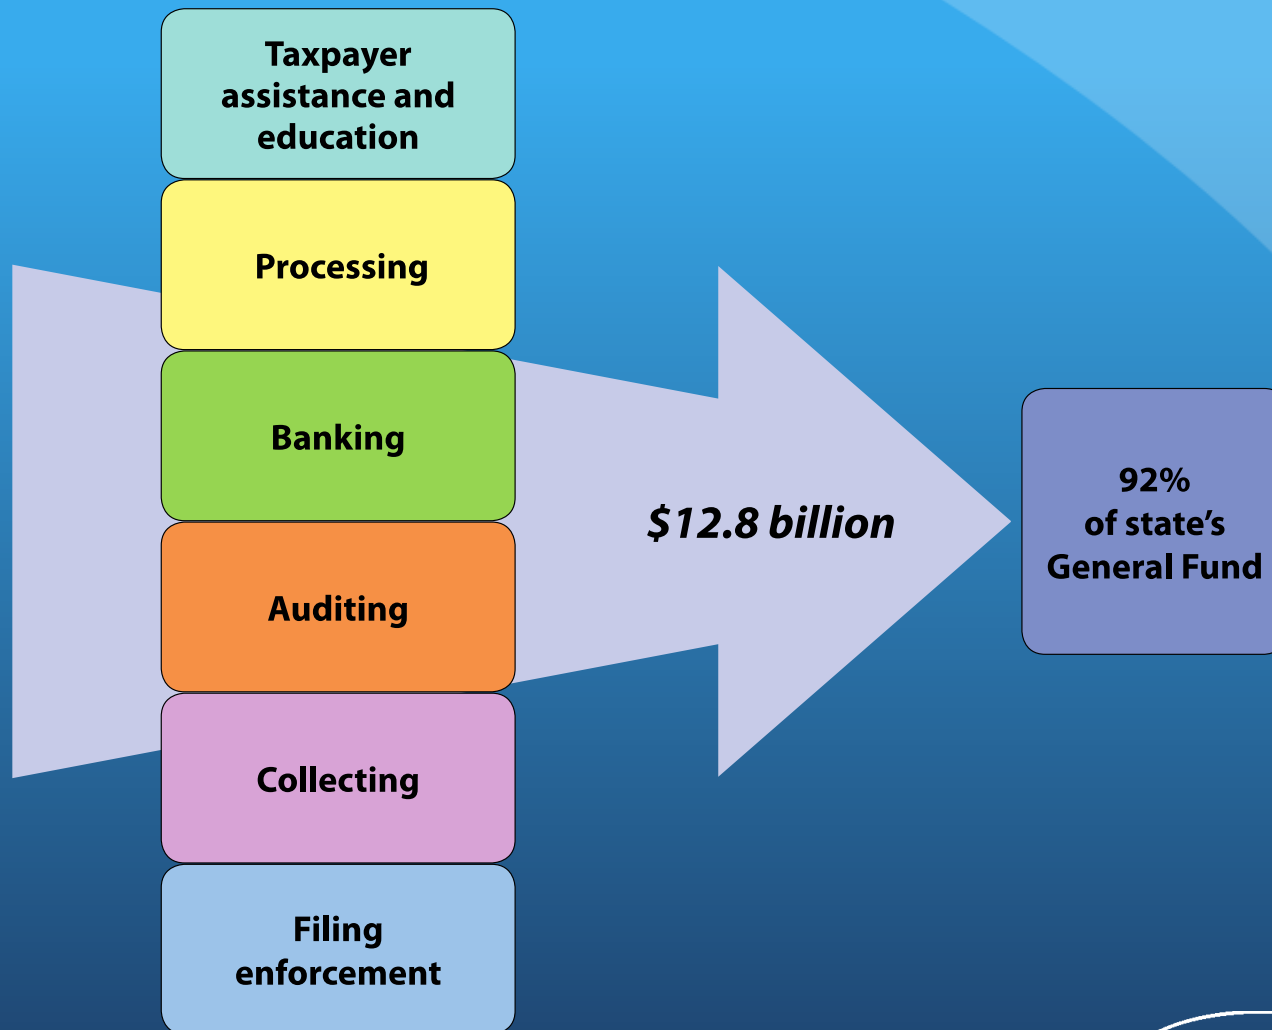 Taxpayer
assistance and
education
Processing
Banking
Auditing
Collecting
Filing
enforcement
$12.8 billion
92%
of state’s
General Fund